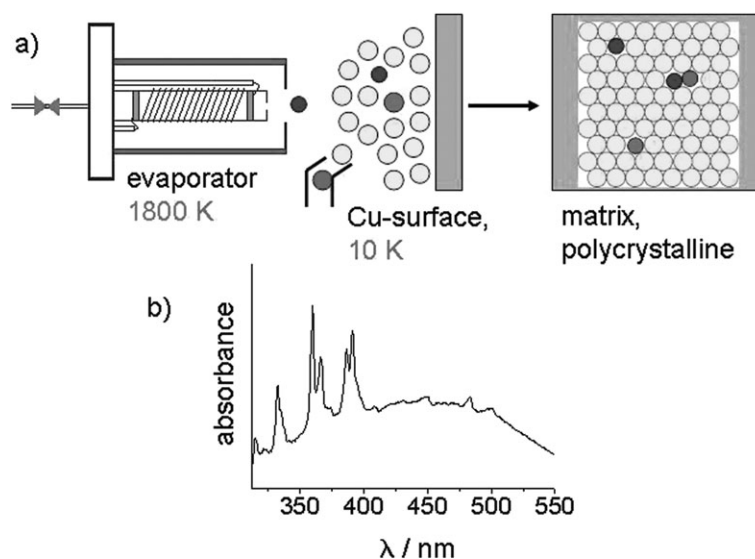 a)
evaporator
1800 K
Cu-surface,
10 K
matrix,
polycrystalline
b)
absorbance
350 400 450 500 550
λ / nm